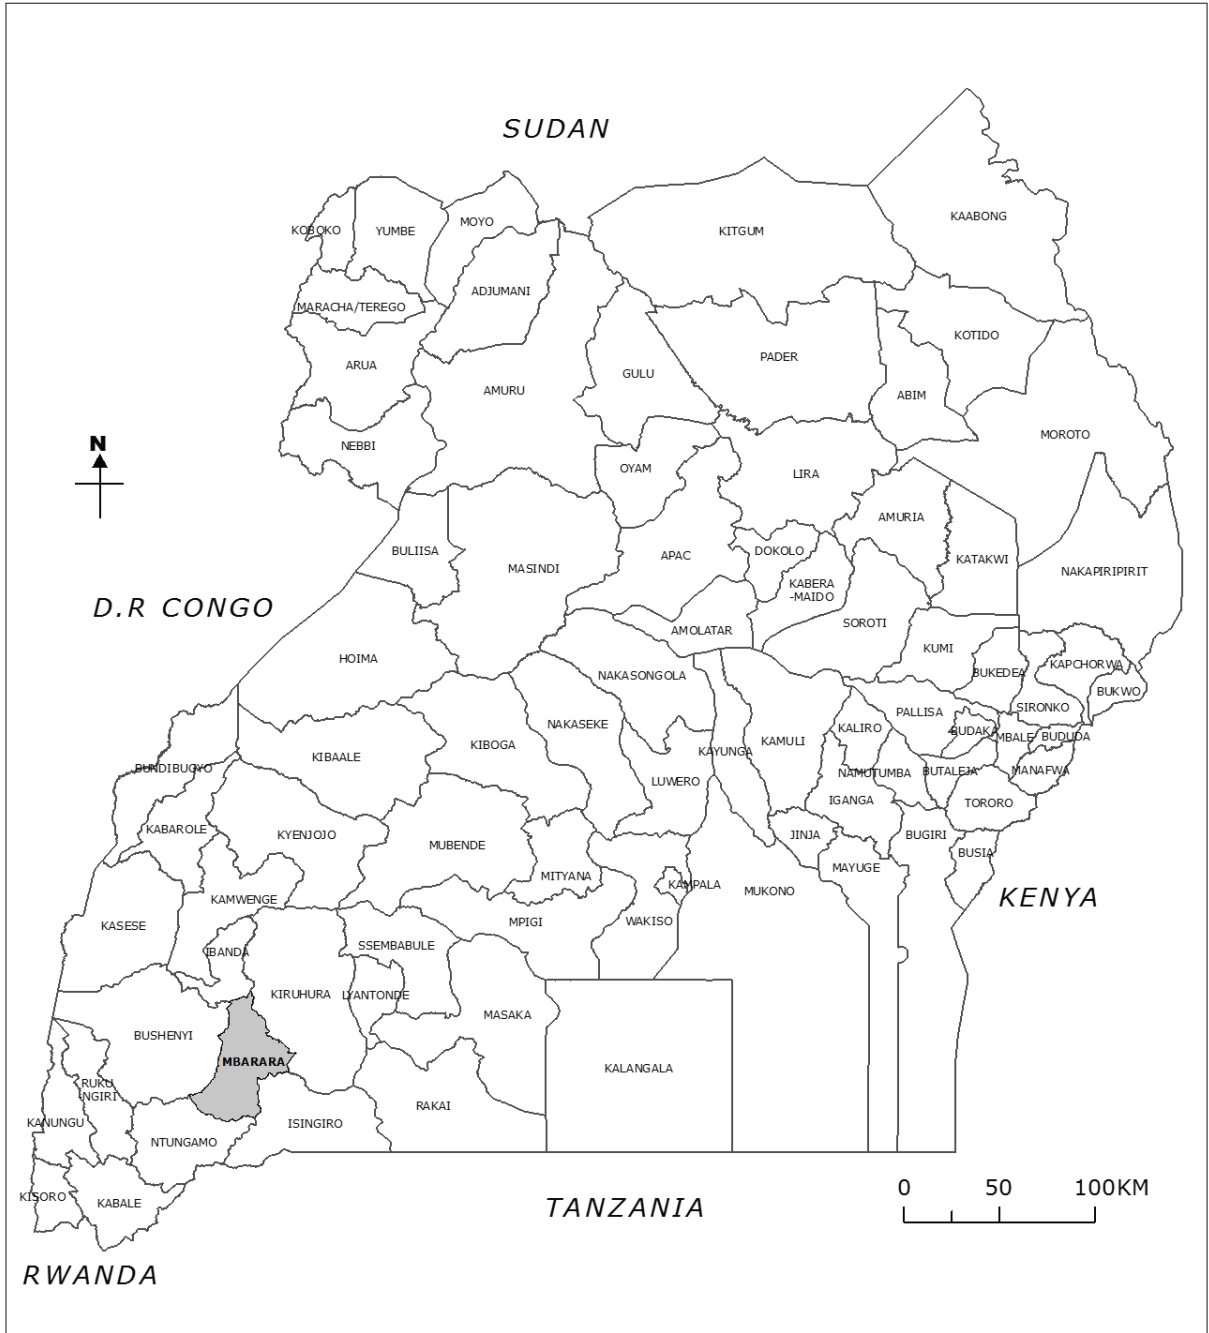 SUDAN
KAABONG
KOBOKO
YUMBE
MOYO
KITGUM
ADJUMANI
MARACHA/TEREGO
KOTIDO
ARUA
GULU
PADER
AMURU
ABIM
MOROTO
N
NEBBI
OYAM
LIRA
AMURIA
BULIISA
MASINDI
APAC
DOKOLO
KATAKWI
NAKAPIRIPIRIT
KABERA
-MAIDO
D.R CONGO
AMOLATAR
SOROTI
HOIMA
KUMI
NAKASONGOLA
BUKEDEA
KAPCHORWA
BUKWO
SIRONKO
PALLISA
NAKASEKE
KALIRO
BUDAKA
MBALE
BUDUDA
KIBOGA
KAYUNGA
KAMULI
KIBAALE
BUNDIBUGYO
LUWERO
NAMUTUMBA
BUTALEJA
MANAFWA
IGANGA
TORORO
KABAROLE
KYENJOJO
JINJA
BUGIRI
MUBENDE
BUSIA
MITYANA
MAYUGE
KAMPALA
MUKONO
KENYA
KAMWENGE
KASESE
MPIGI
WAKISO
IBANDA
SSEMBABULE
KIRUHURA
LYANTONDE
MASAKA
BUSHENYI
MBARARA
KALANGALA
RUKU
-NGIRI
RAKAI
KANUNGU
ISINGIRO
NTUNGAMO
KISORO
KABALE
0 50 100KM
TANZANIA
RWANDA